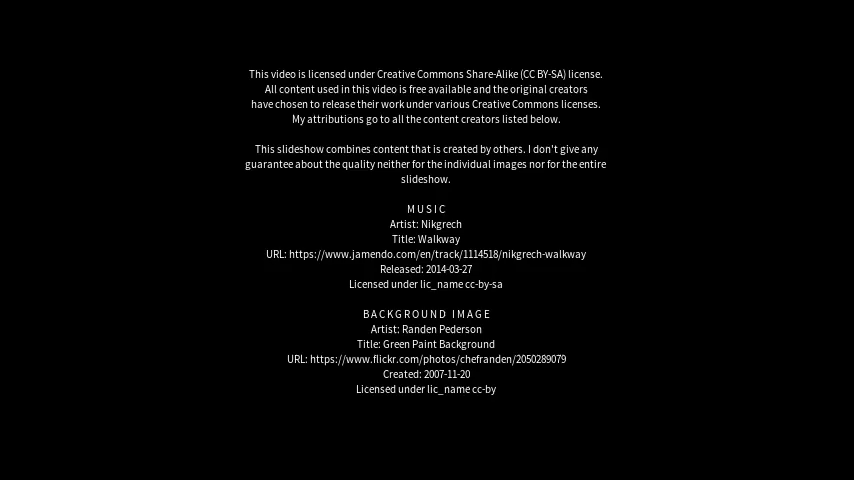 This video is licensed under Creative Commons Share-Alike (CC BY-SA) license.
All content used in this video is free available and the original creators
have chosen to release their work under various Creative Commons licenses.
My attributions go to all the content creators listed below.
This slideshow combines content that is created by others. I don't give any
guarantee about the quality neither for the individual images nor for the entire
slideshow.
MUSIC
Artist: Nikgrech
Title: Walkway
URL: https://www.jamendo.com/en/track/1114518/nikgrech-walkway
Released: 2014-03-27
Licensed under lic_name cc-by-sa
BACKGROUND IMAGE
Artist: Randen Pederson
Title: Green Paint Background
URL: https://www.flickr.com/photos/chefranden/2050289079
Created: 2007-11-20
Licensed under lic_name cc-by